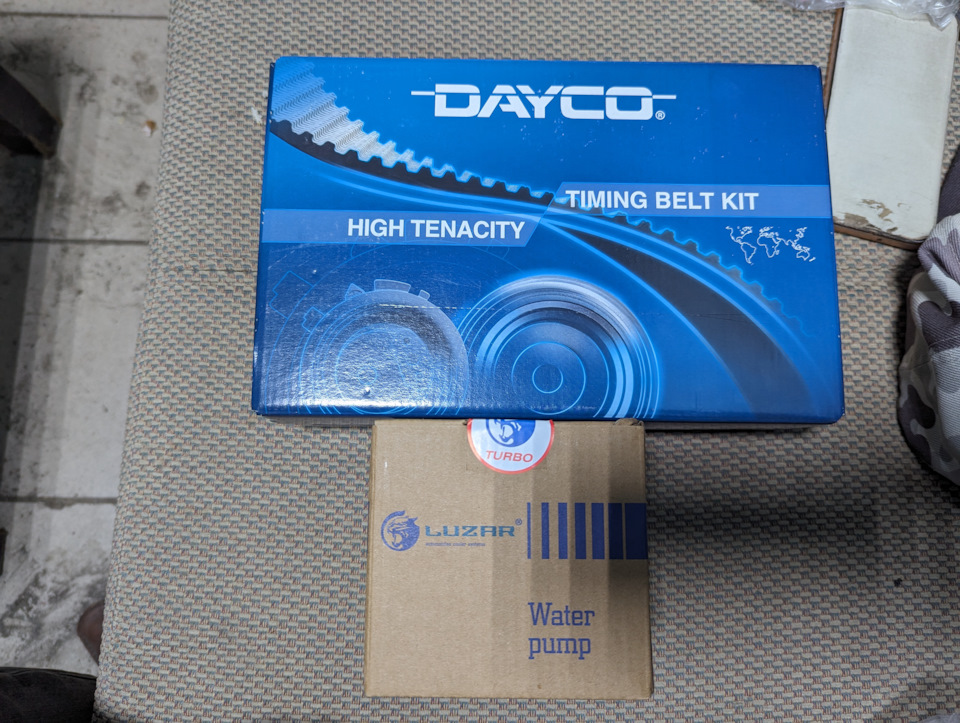 DAYCO®
TIMING BELT KIT
HIGH TENACITY
TURBO
LUZAR®
Water
pump